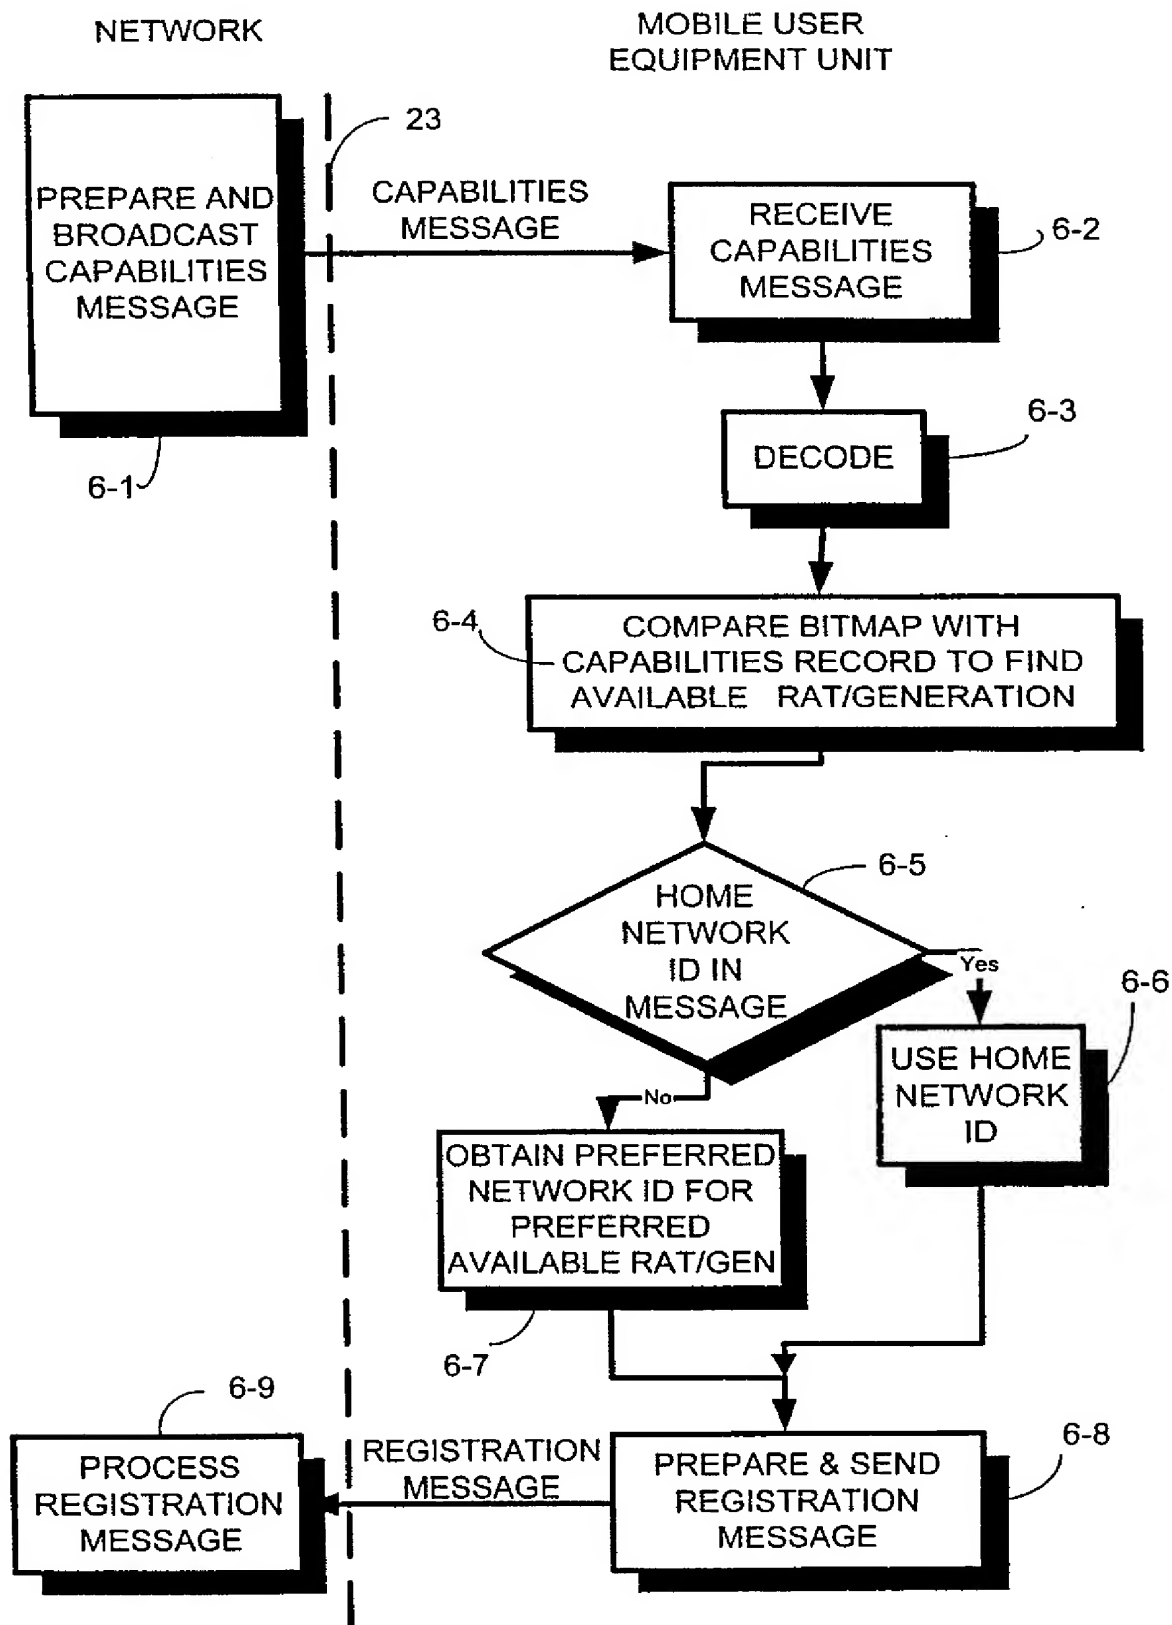 NETWORK
MOBILE USER
EQUIPMENT UNIT
23
PREPARE AND
BROADCAST
CAPABILITIES
MESSAGE
6-1
CAPABILITIES
MESSAGE
RECEIVE
CAPABILITIES
MESSAGE
6-2
DECODE
6-3
6-4
COMPARE BITMAP WITH
CAPABILITIES RECORD TO FIND
AVAILABLE RAT/GENERATION
HOME
NETWORK
ID IN
MESSAGE
6-5
Yes
6-6
USE HOME
NETWORK
ID
No
OBTAIN PREFERRED
NETWORK ID FOR
PREFERRED
AVAILABLE RAT/GEN
6-7
6-9
PROCESS
REGISTRATION
MESSAGE
REGISTRATION
MESSAGE
PREPARE & SEND
REGISTRATION
MESSAGE
6-8